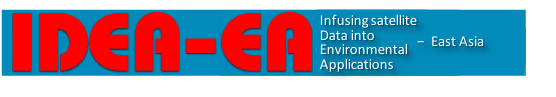 IDEA-EA
Infusing satellite
Data into
Environmental
Applications
– East Asia